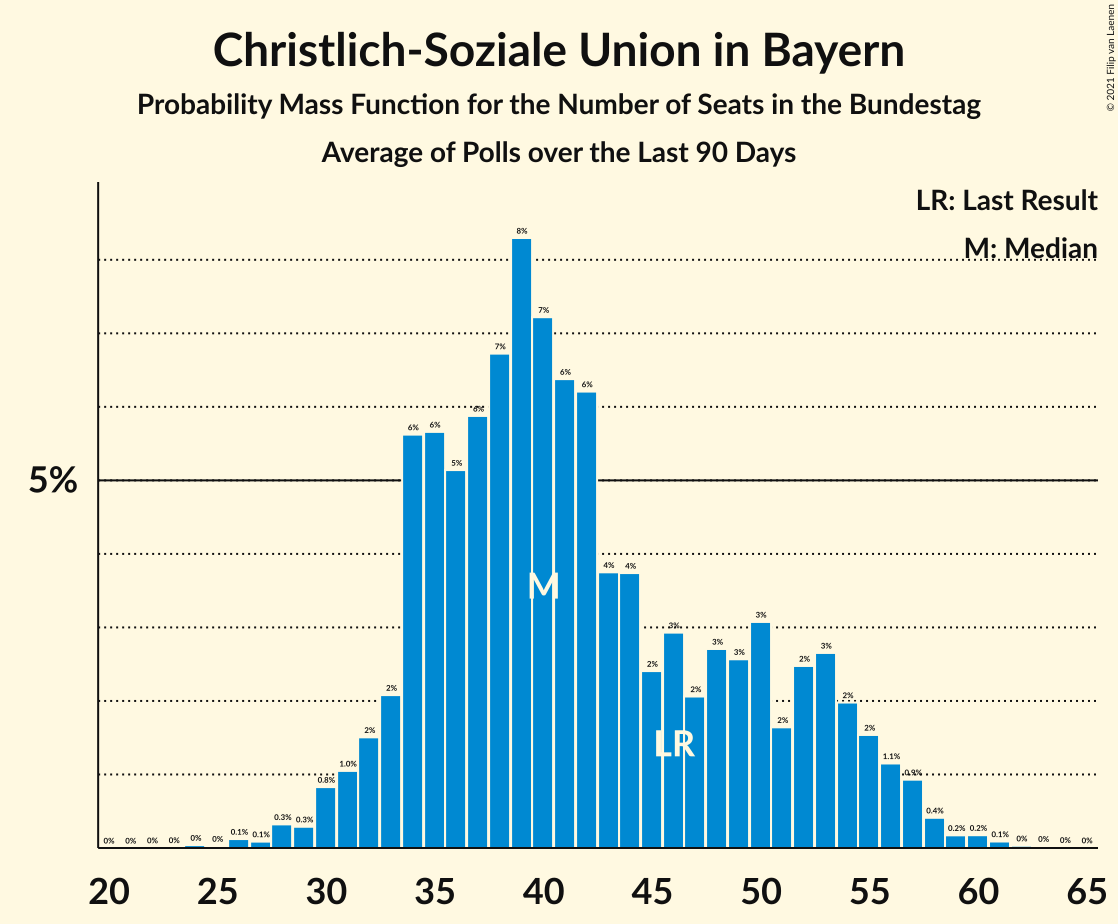 Christlich-Soziale Union in Bayern
Probability Mass Function for the Number of Seats in the Bundestag
Average of Polls over the Last 90 Days
© 2021 Filip van Laenen
LR: Last Result
M: Median
5%
0% 0% 0% 0% 0% 0% 0.1% 0.1% 0.3% 0.3% 0.8% 1.0% 2% 2% 6% 6% 5% 6% 7% 8% 7% 6% 6% 4% 4% 2% 3% 2% 3% 3% 3% 2% 2% 3% 2% 2% 1.1% 0.9% 0.4% 0.2% 0.2% 0.1% 0% 0% 0% 0%
M
LR
20 25 30 35 40 45 50 55 60 65